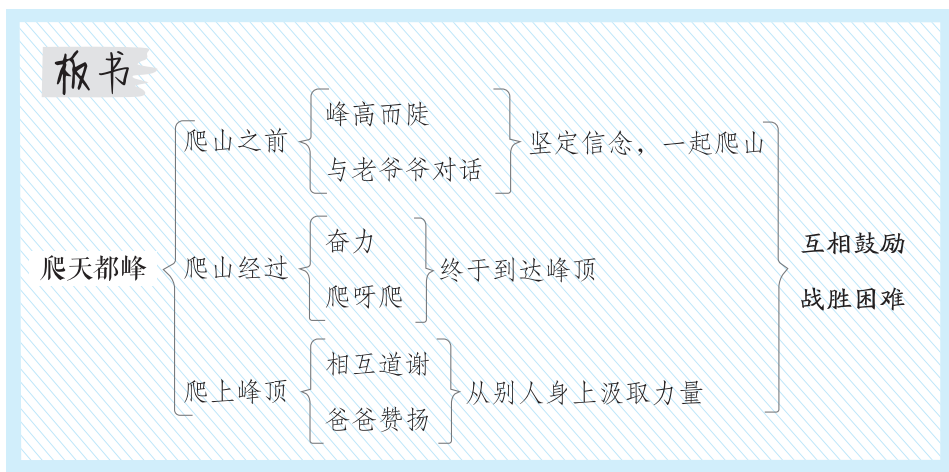 板书
爬天都峰
爬山之前
峰高而陡
与老爷爷对话
坚定信念，一起爬山
爬山经过
奋力
爬呀爬
终于到达峰顶
爬上峰顶
相互道谢
爸爸赞扬
从别人身上汲取力量
互相鼓励
战胜困难